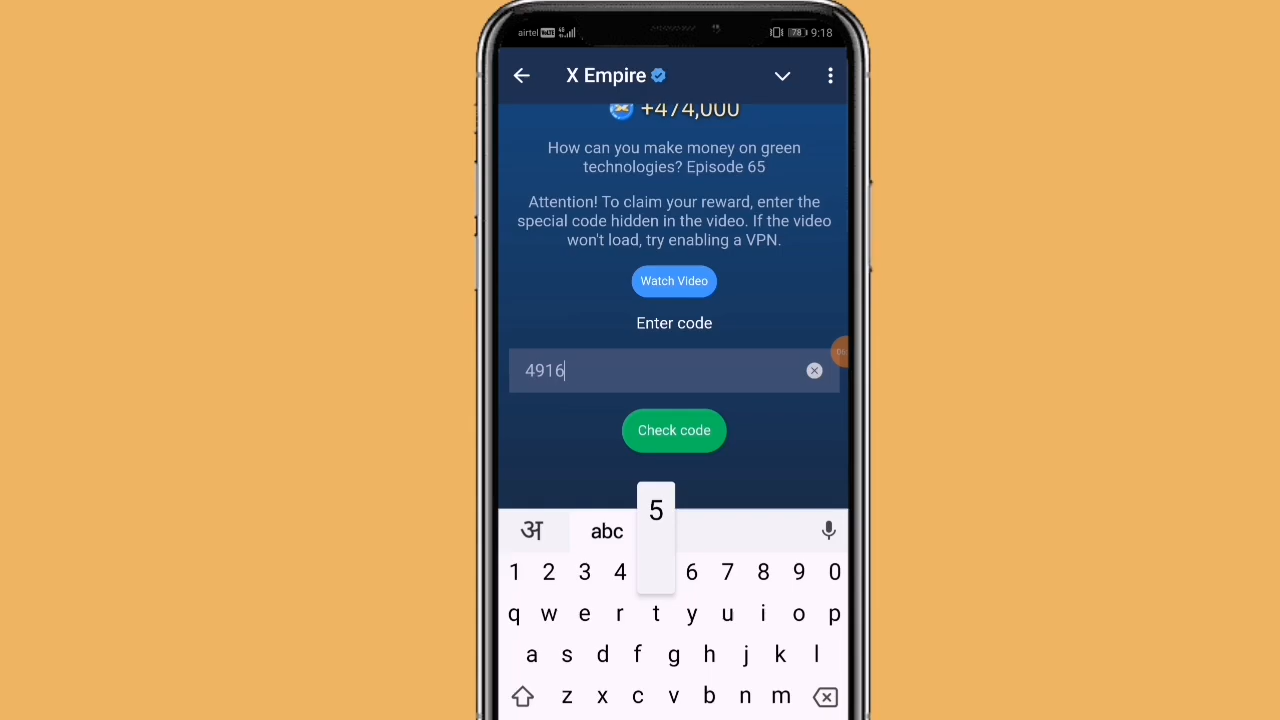 airtel 78 9:18
X Empire
+474,000
How can you make money on green
technologies? Episode 65
Attention! To claim your reward, enter the
special code hidden in the video. If the video
won't load, try enabling a VPN.
Watch Video
Enter code
4916
Check code
5
अ abc
1 2 3 4 6 7 8 9 0
q w e r t y u i o p
a s d f g h j k l
z x c v b n m